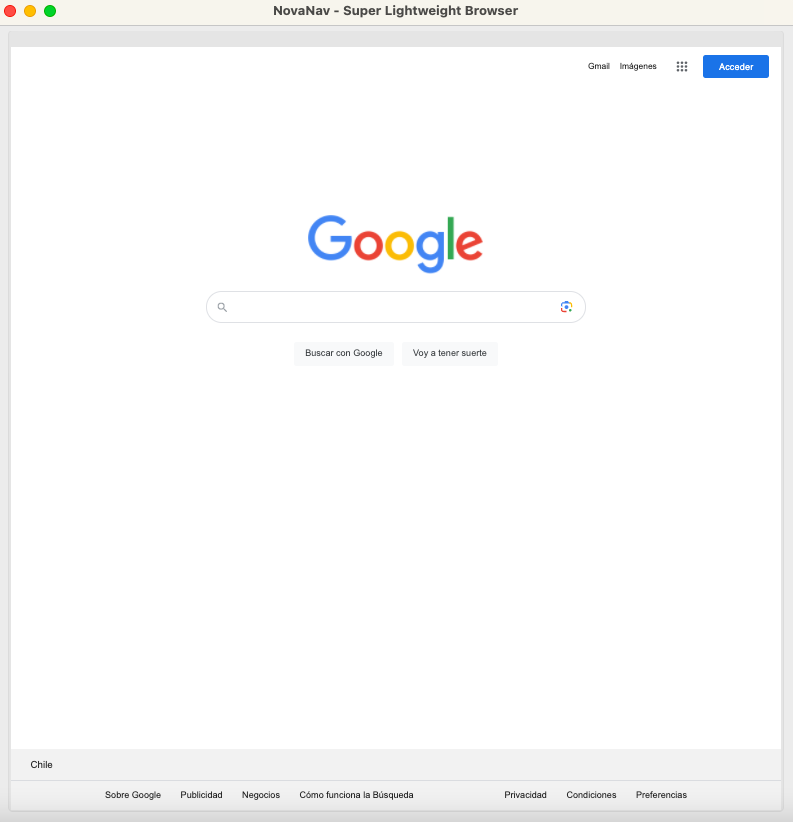 NovaNav - Super Lightweight Browser
Gmail Imágenes Acceder
Google
Buscar con Google Voy a tener suerte
Chile
Sobre Google Publicidad Negocios Cómo funciona la Búsqueda Privacidad Condiciones Preferencias